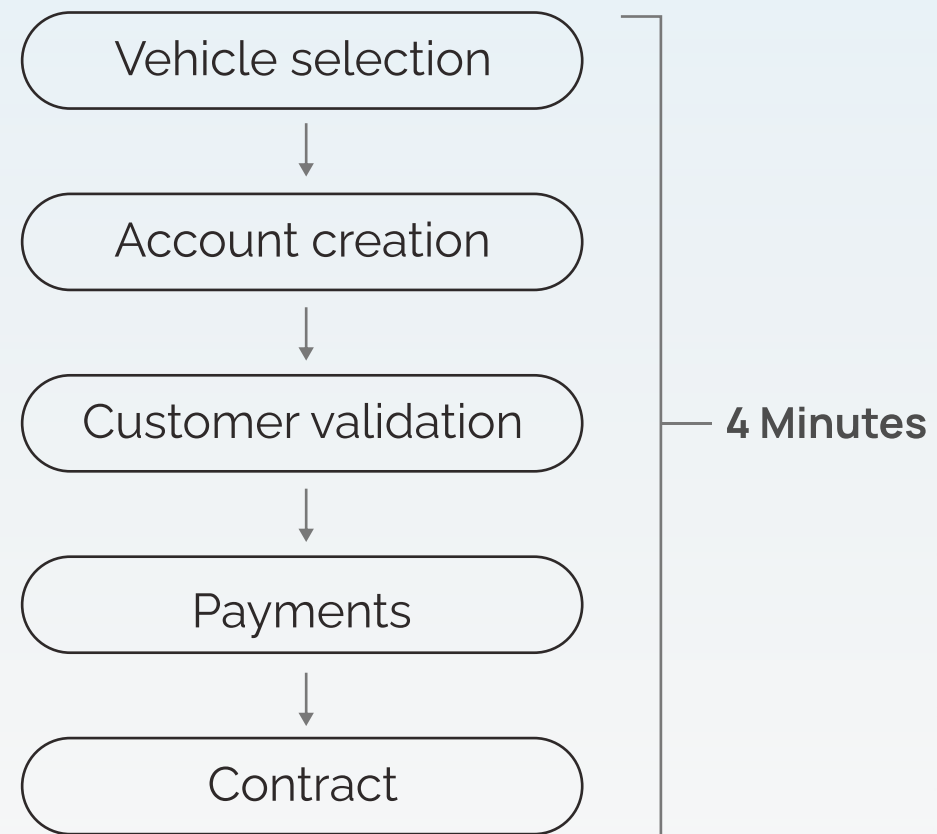 Vehicle selection
Account creation
Customer validation
4 Minutes
Payments
Contract